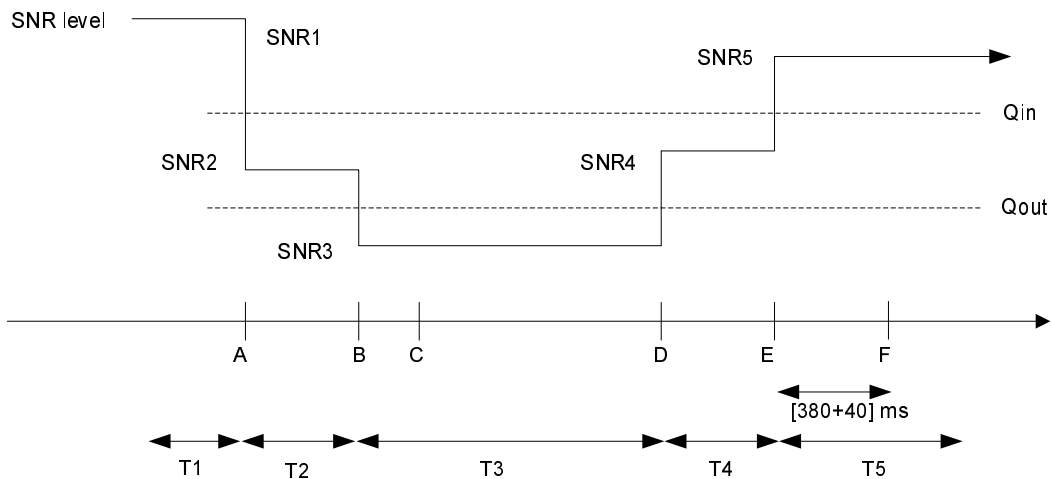 SNR level
SNR1
SNR5
Qin
SNR2
SNR4
Qout
SNR3
A
B
C
D
E
F
[380+40] ms
T1
T2
T3
T4
T5